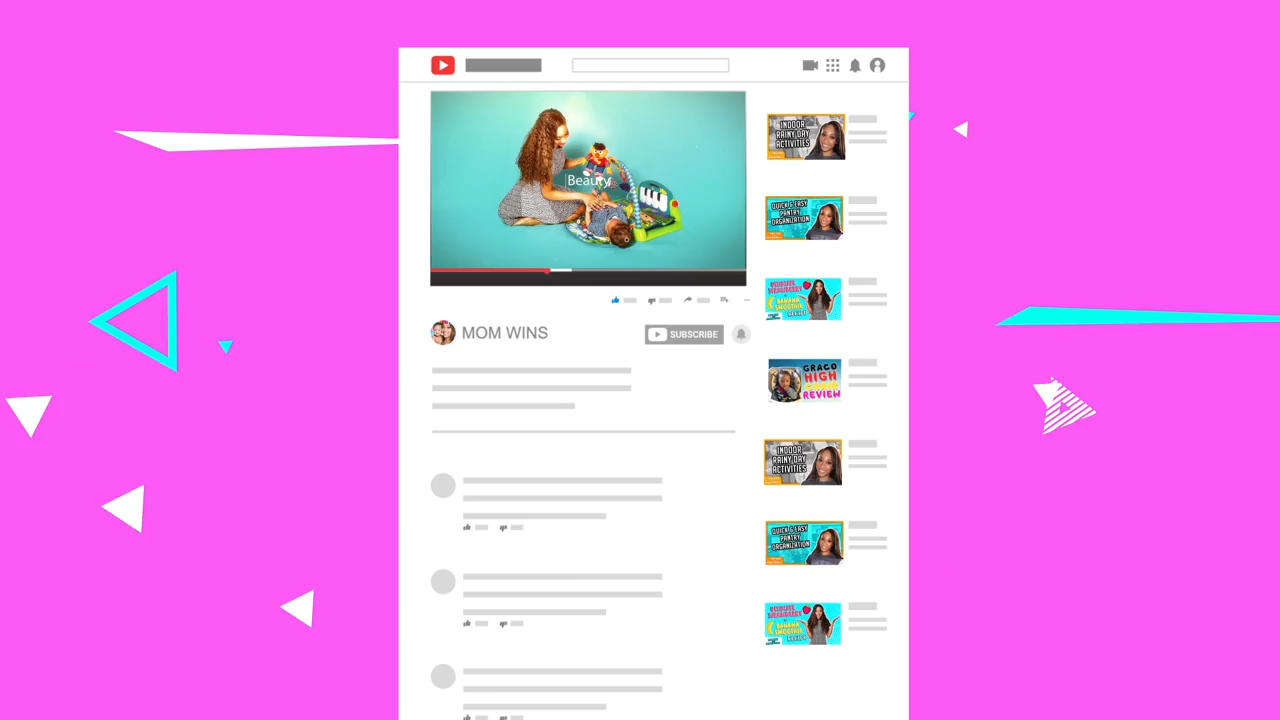 Beauty
MOM WINS
SUBSCRIBE
INDOOR
RAINY DAY
ACTIVITIES
QUICK & EASY
PANTRY
ORGANIZATION
BANANA
SMOOTHIE
GRACO
HIGH
REVIEW
INDOOR
RAINY DAY
ACTIVITIES
QUICK & EASY
PANTRY
ORGANIZATION
BANANA
SMOOTHIE